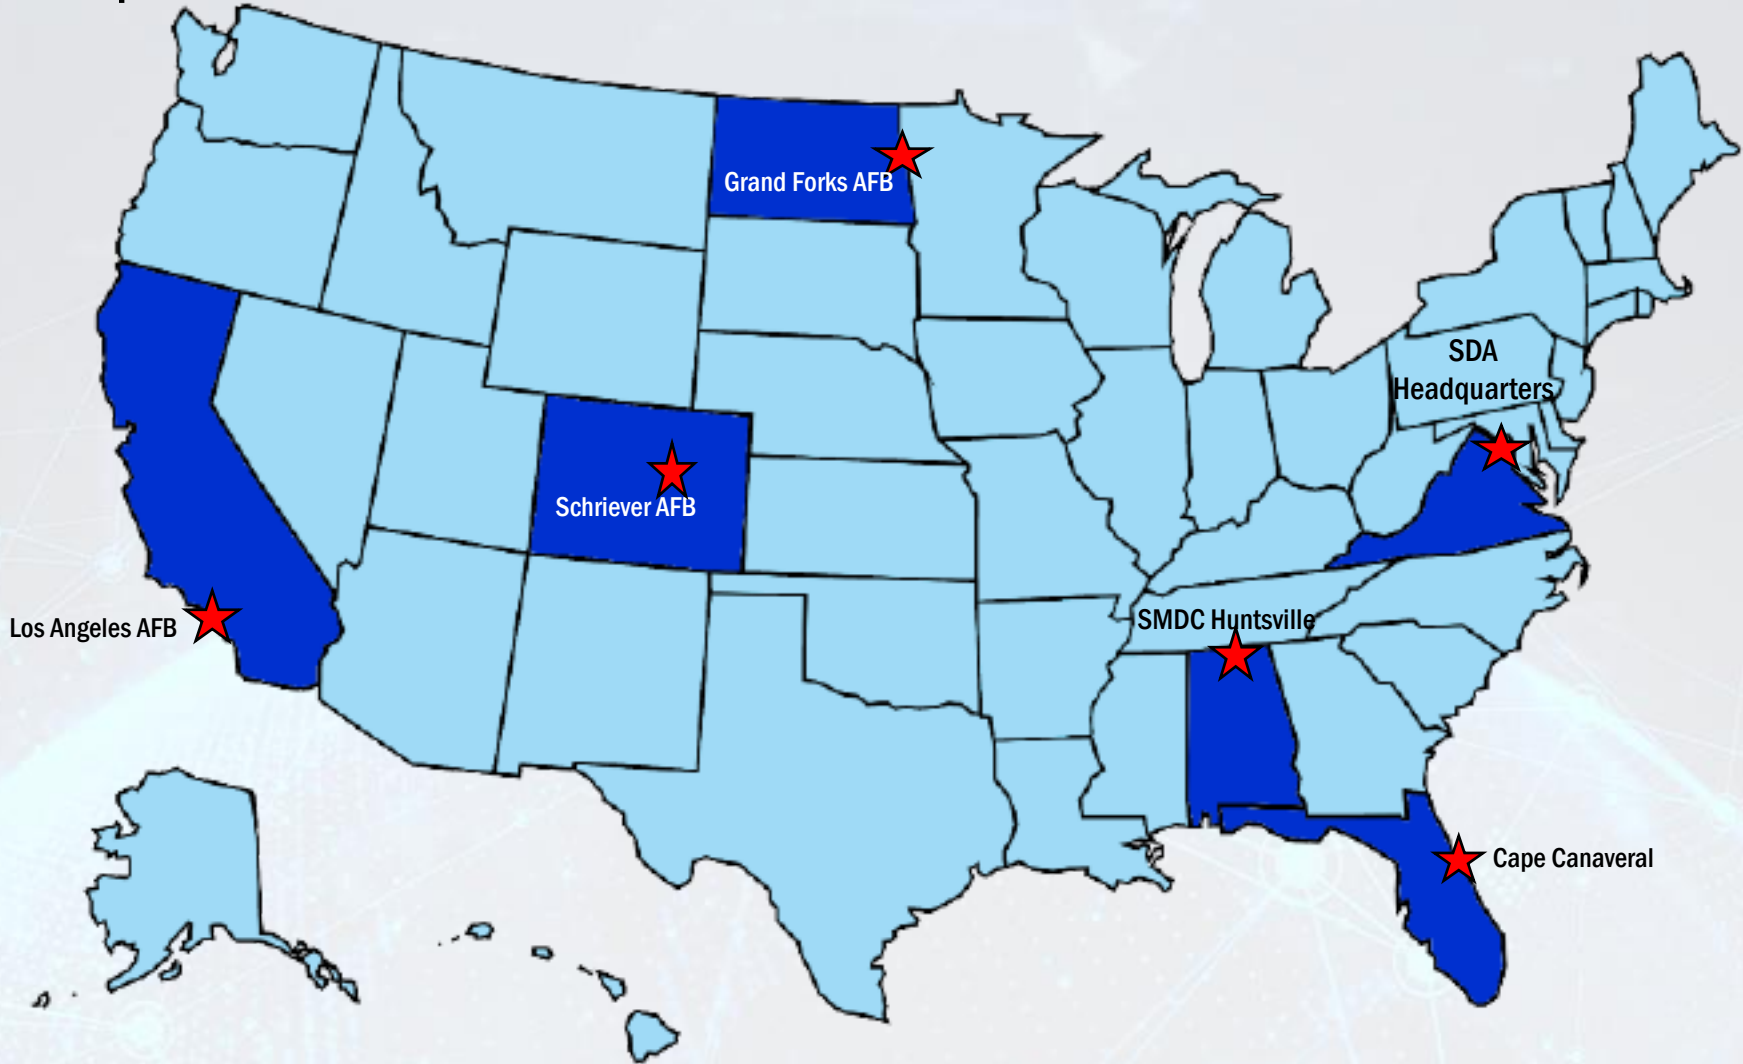 Grand Forks AFB
SDA
Headquarters
Schriever AFB
Los Angeles AFB
SMDC Huntsville
Cape Canaveral